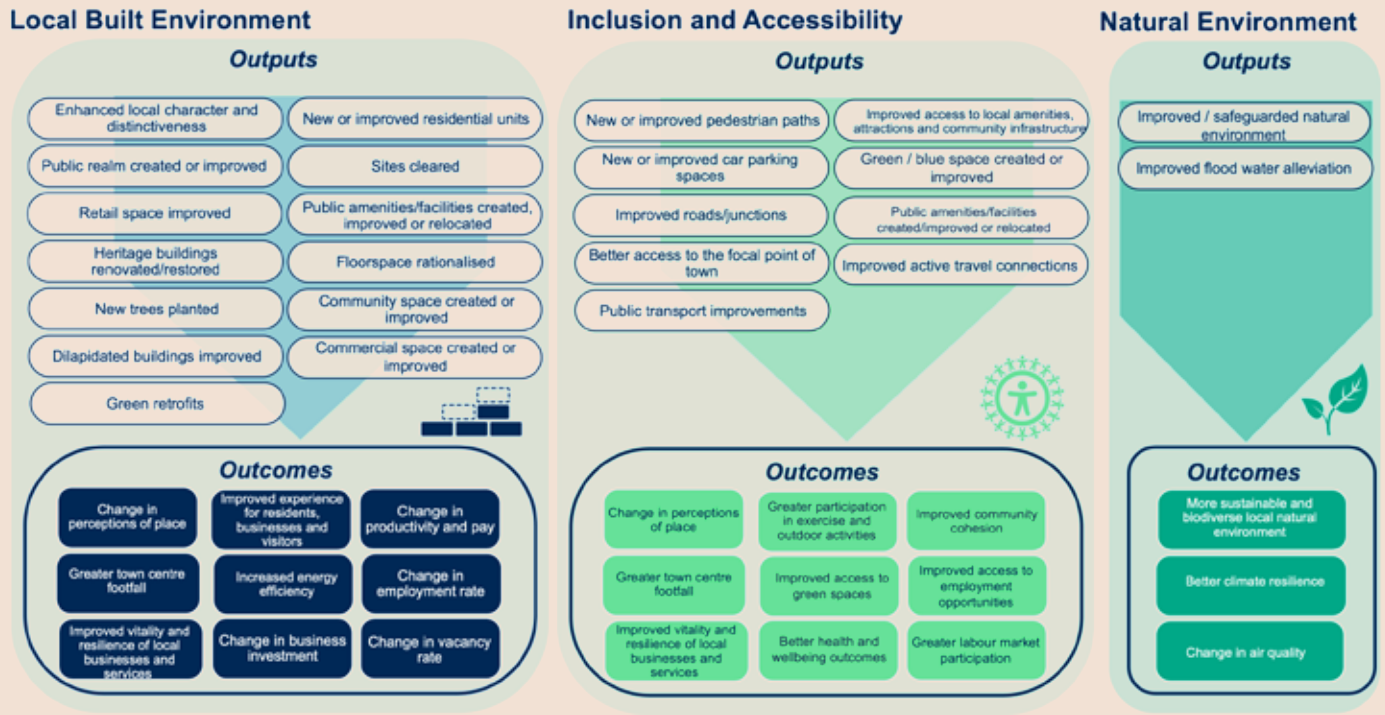 Local Built Environment
Outputs
Enhanced local character and
distinctiveness
New or improved residential units
Public realm created or improved
Sites cleared
Retail space improved
Public amenities/facilities created,
improved or relocated
Heritage buildings
renovated/restored
Floorspace rationalised
New trees planted
Community space created or
improved
Dilapidated buildings improved
Commercial space created or
improved
Green retrofits
Outcomes
Change in
perceptions of place
Improved experience
for residents,
businesses and
visitors
Change in
productivity and pay
Greater town centre
footfall
Increased energy
efficiency
Change in
employment rate
Improved vitality and
resilience of local
businesses and
services
Change in business
investment
Change in vacancy
rate
Inclusion and Accessibility
Outputs
New or improved pedestrian paths
Improved access to local amenities,
attractions and community infrastructure
New or improved car parking
spaces
Green / blue space created or
improved
Improved roads/junctions
Public amenities/facilities
created/improved or relocated
Better access to the focal point of
town
Improved active travel connections
Public transport improvements
Outcomes
Change in perceptions
of place
Greater participation
in exercise and
outdoor activities
Improved community
cohesion
Greater town centre
footfall
Improved access to
green spaces
Improved access to
employment
opportunities
Improved vitality and
resilience of local
businesses and
services
Better health and
wellbeing outcomes
Greater labour market
participation
Natural Environment
Outputs
Improved / safeguarded natural
environment
Improved flood water alleviation
Outcomes
More sustainable and
biodiverse local natural
environment
Better climate resilience
Change in air quality